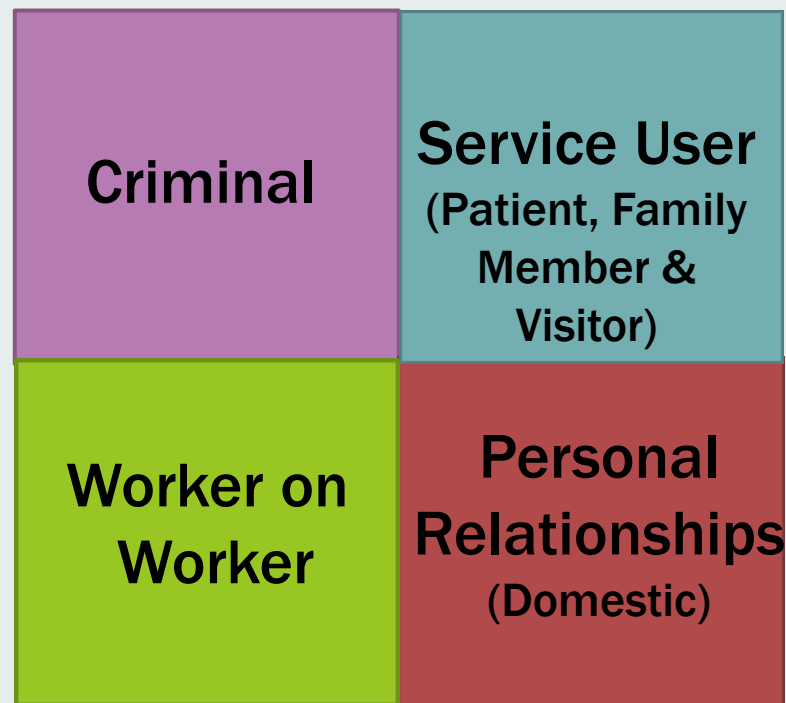 Criminal
Service User
(Patient, Family
Member &
Visitor)
Worker on
Worker
Personal
Relationships
(Domestic)